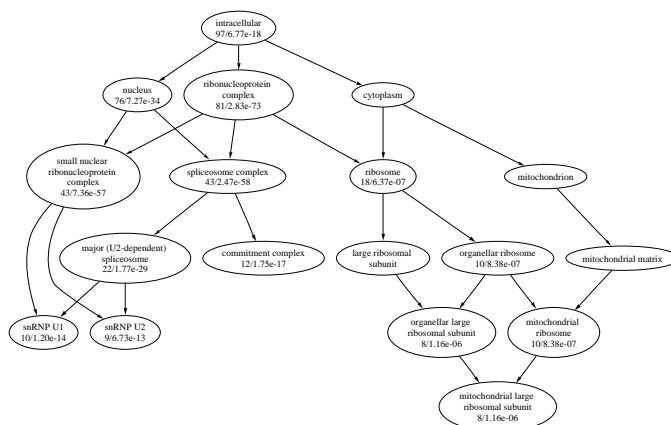 intracellular
97/6.77e-18
nucleus
76/7.27e-34
ribonucleoprotein
complex
81/2.83e-73
cytoplasm
small nuclear
ribonucleoprotein
complex
43/7.36e-57
spliceosome complex
43/2.47e-58
ribosome
18/6.37e-07
mitochondrion
major (U2-dependent)
spliceosome
22/1.77e-29
commitment complex
12/1.75e-17
large ribosomal
subunit
organellar ribosome
10/8.38e-07
mitochondrial matrix
snRNP U1
10/1.20e-14
snRNP U2
9/6.73e-13
organellar large
ribosomal subunit
8/1.16e-06
mitochondrial
ribosome
10/8.38e-07
mitochondrial large
ribosomal subunit
8/1.16e-06